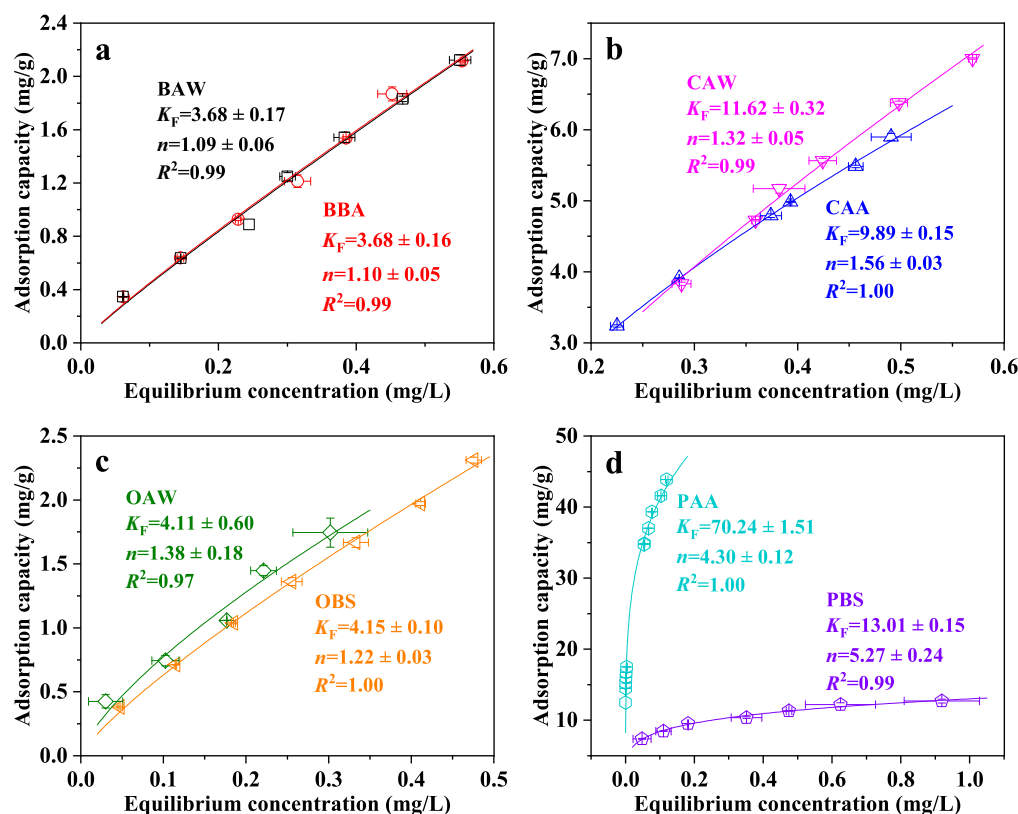 a
BAW
K_F=3.68 ± 0.17
n=1.09 ± 0.06
R²=0.99
BBA
K_F=3.68 ± 0.16
n=1.10 ± 0.05
R²=0.99
2.4
2.0
1.6
1.2
0.8
0.4
0.0
0.0 0.2 0.4 0.6
Adsorption capacity (mg/g)
Equilibrium concentration (mg/L)
b
CAW
K_F=11.62 ± 0.32
n=1.32 ± 0.05
R²=0.99
CAA
K_F=9.89 ± 0.15
n=1.56 ± 0.03
R²=1.00
7.0
6.0
5.0
4.0
3.0
0.2 0.3 0.4 0.5 0.6
Adsorption capacity (mg/g)
Equilibrium concentration (mg/L)
c
OAW
K_F=4.11 ± 0.60
n=1.38 ± 0.18
R²=0.97
OBS
K_F=4.15 ± 0.10
n=1.22 ± 0.03
R²=1.00
2.5
2.0
1.5
1.0
0.5
0.0
0.0 0.1 0.2 0.3 0.4 0.5
Adsorption capacity (mg/g)
Equilibrium concentration (mg/L)
d
PAA
K_F=70.24 ± 1.51
n=4.30 ± 0.12
R²=1.00
PBS
K_F=13.01 ± 0.15
n=5.27 ± 0.24
R²=0.99
50
40
30
20
10
0.0 0.2 0.4 0.6 0.8 1.0
Adsorption capacity (mg/g)
Equilibrium concentration (mg/L)